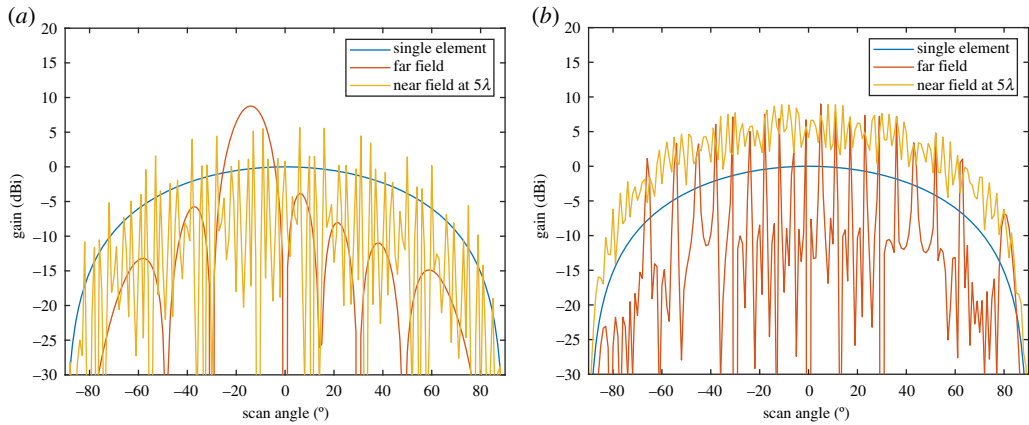 (a)
20
15
10
5
0
−5
−10
−15
−20
−25
−30
gain (dBi)
single element
far field
near field at 5λ
−80 −60 −40 −20 0 20 40 60 80
scan angle (º)
(b)
20
15
10
5
0
−5
−10
−15
−20
−25
−30
gain (dBi)
single element
far field
near field at 5λ
−80 −60 −40 −20 0 20 40 60 80
scan angle (º)